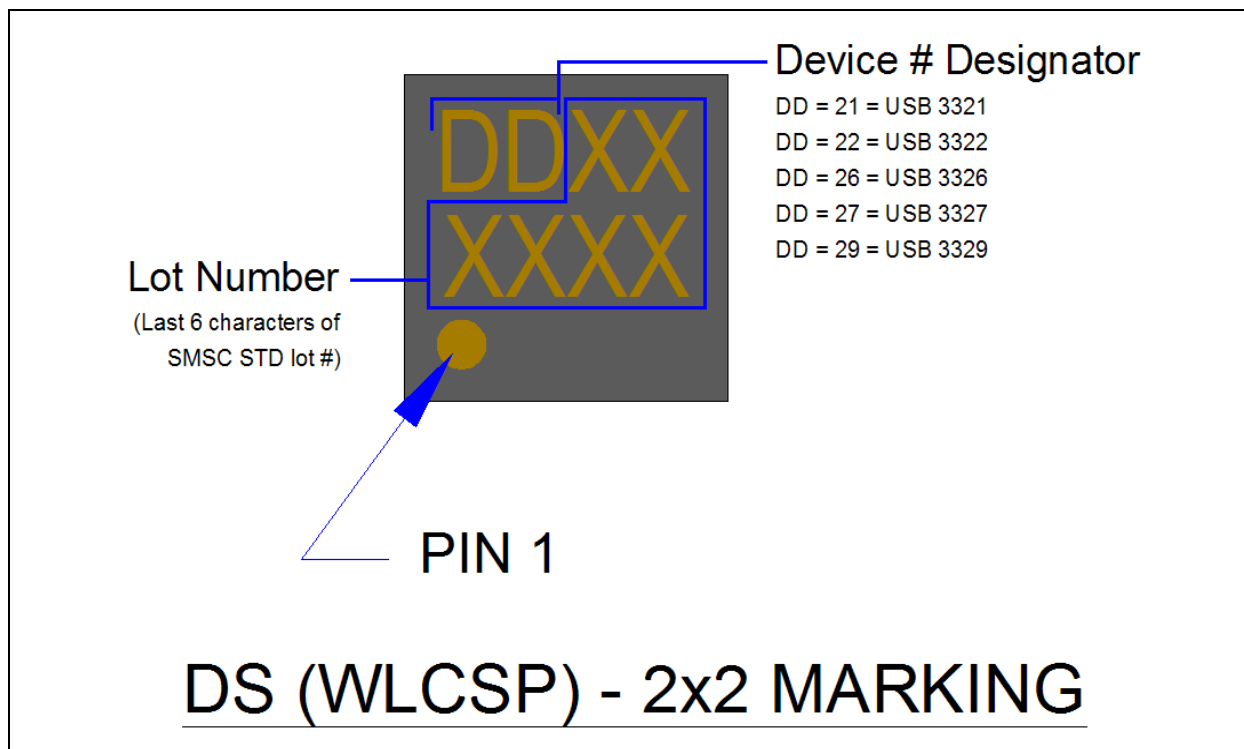 Device # Designator
DD = 21 = USB 3321
DD = 22 = USB 3322
DD = 26 = USB 3326
DD = 27 = USB 3327
DD = 29 = USB 3329
DDXX
XXXX
Lot Number
(Last 6 characters of
SMSC STD lot #)
PIN 1
DS (WLCSP) - 2x2 MARKING